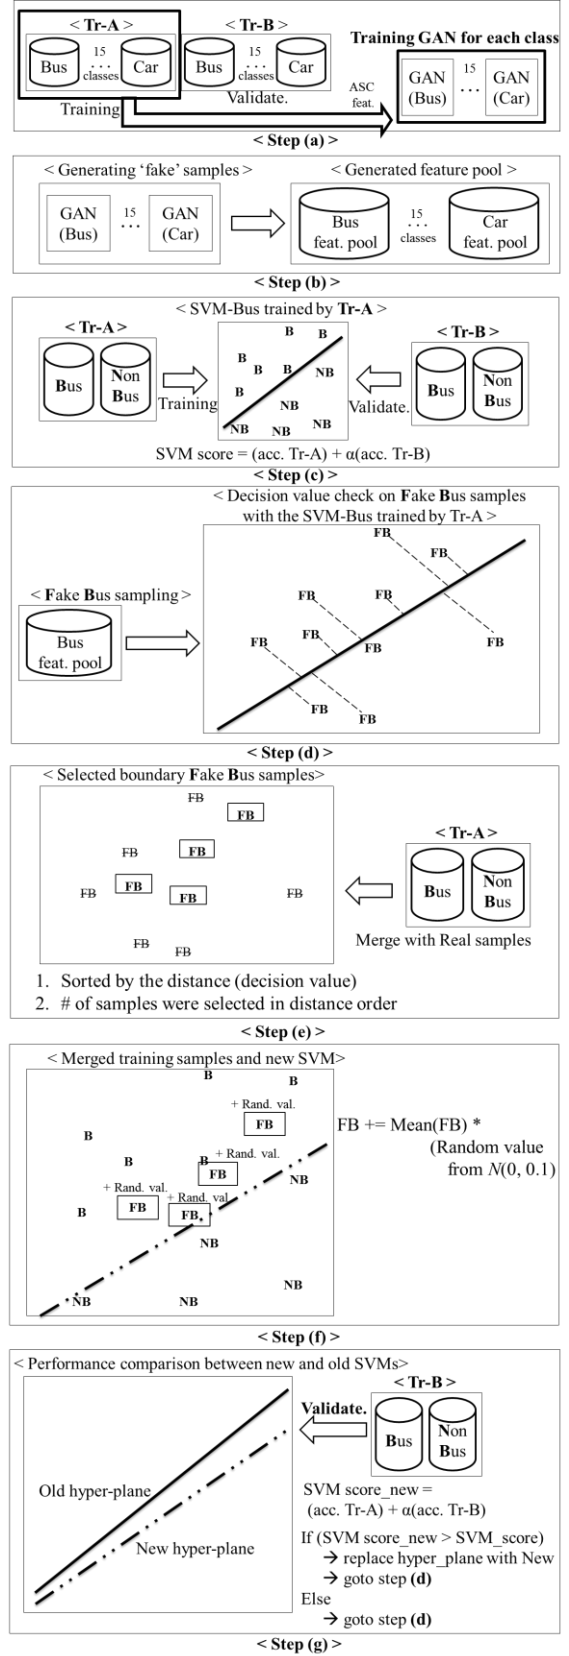 < Tr-A >
< Tr-B >
Training GAN for each class
Bus
15
. . .
classes
Car
Bus
15
. . .
classes
Car
GAN
(Bus)
15
. . .
GAN
(Car)
Training
Validate.
ASC
feat.
< Step (a) >
< Generating ‘fake’ samples >
< Generated feature pool >
GAN
(Bus)
15
. . .
GAN
(Car)
Bus
feat. pool
15
. . .
classes
Car
feat. pool
< Step (b) >
< SVM-Bus trained by Tr-A >
< Tr-A >
< Tr-B >
Bus
Non
Bus
Training
B
B
B
B
B
NB
B
NB
NB
NB
NB
Validate.
Bus
Non
Bus
SVM score = (acc. Tr-A) + α(acc. Tr-B)
< Step (c) >
< Decision value check on Fake Bus samples
with the SVM-Bus trained by Tr-A >
< Fake Bus sampling >
Bus
feat. pool
FB
FB
FB
FB
FB
FB
FB
FB
FB
FB
< Step (d) >
< Selected boundary Fake Bus samples>
FB
FB
FB
FB
FB
FB
FB
FB
FB
FB
< Tr-A >
Bus
Non
Bus
Merge with Real samples
1. Sorted by the distance (decision value)
2. # of samples were selected in distance order
< Step (e) >
< Merged training samples and new SVM>
B
B
+ Rand. val.
FB
B
B
B
+ Rand. val.
FB
NB
+ Rand. val.
FB
+ Rand. val
FB
B
NB
NB
NB
NB
FB += Mean(FB) *
(Random value
from N(0, 0.1)
< Step (f) >
< Performance comparison between new and old SVMs>
Old hyper-plane
New hyper-plane
< Tr-B >
Validate.
Bus
Non
Bus
SVM score_new =
(acc. Tr-A) + α(acc. Tr-B)
If (SVM score_new > SVM_score)
→ replace hyper_plane with New
→ goto step (d)
Else
→ goto step (d)
< Step (g) >